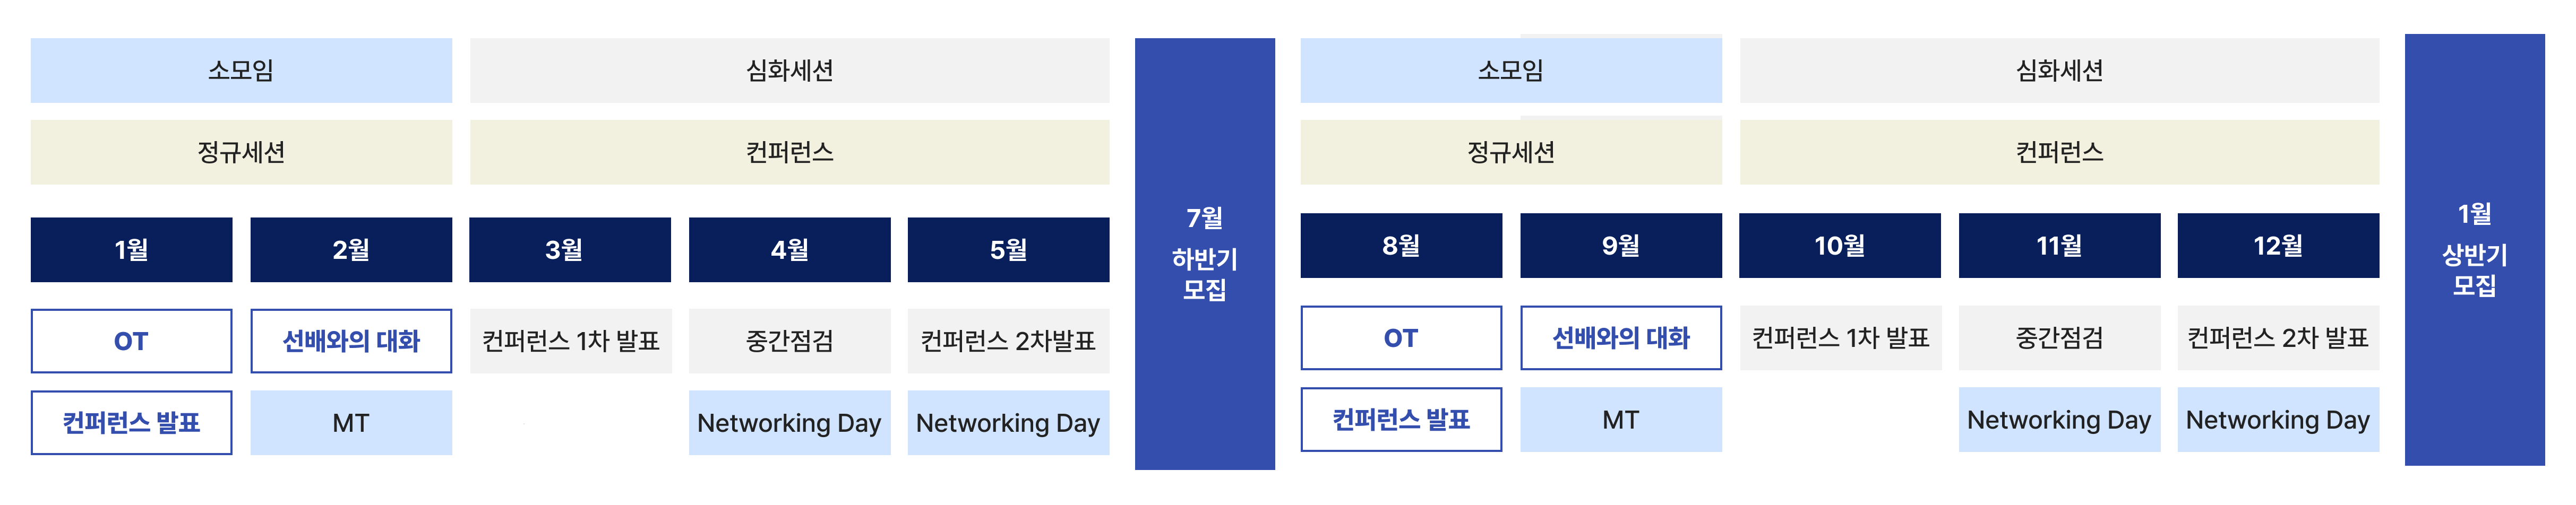 소모임
심화세션
정규세션
컨퍼런스
1월
2월
3월
4월
5월
OT
선배와의 대화
컨퍼런스 1차 발표
중간점검
컨퍼런스 2차발표
컨퍼런스 발표
MT
Networking Day
Networking Day
7월
하반기
모집
소모임
심화세션
정규세션
컨퍼런스
8월
9월
10월
11월
12월
OT
선배와의 대화
컨퍼런스 1차 발표
중간점검
컨퍼런스 2차 발표
컨퍼런스 발표
MT
Networking Day
Networking Day
1월
상반기
모집